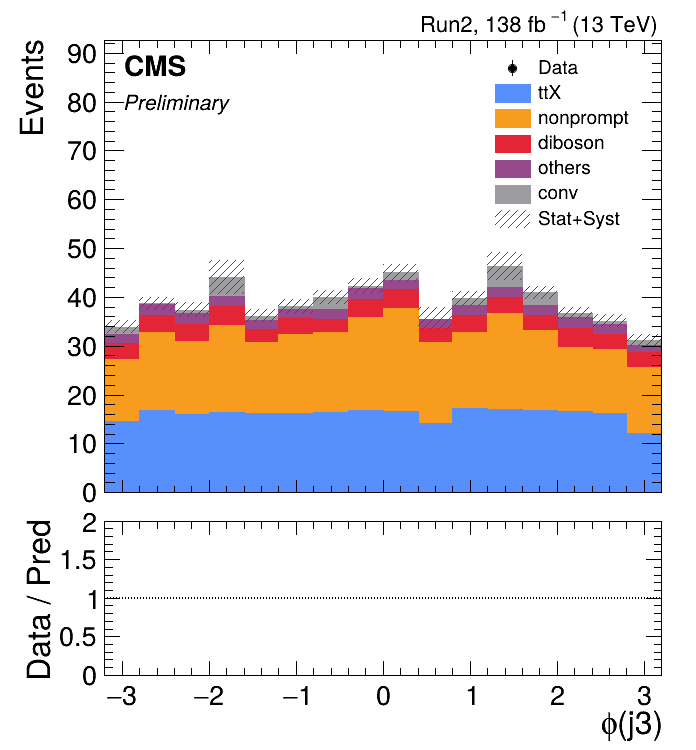 Run2, 138 fb⁻¹ (13 TeV)
CMS
Preliminary
Events
90
80
70
60
50
40
30
20
10
0
Data
ttX
nonprompt
diboson
others
conv
Stat+Syst
Data / Pred
2
1.5
1
0.5
0
−3 −2 −1 0 1 2 3
ϕ(j3)